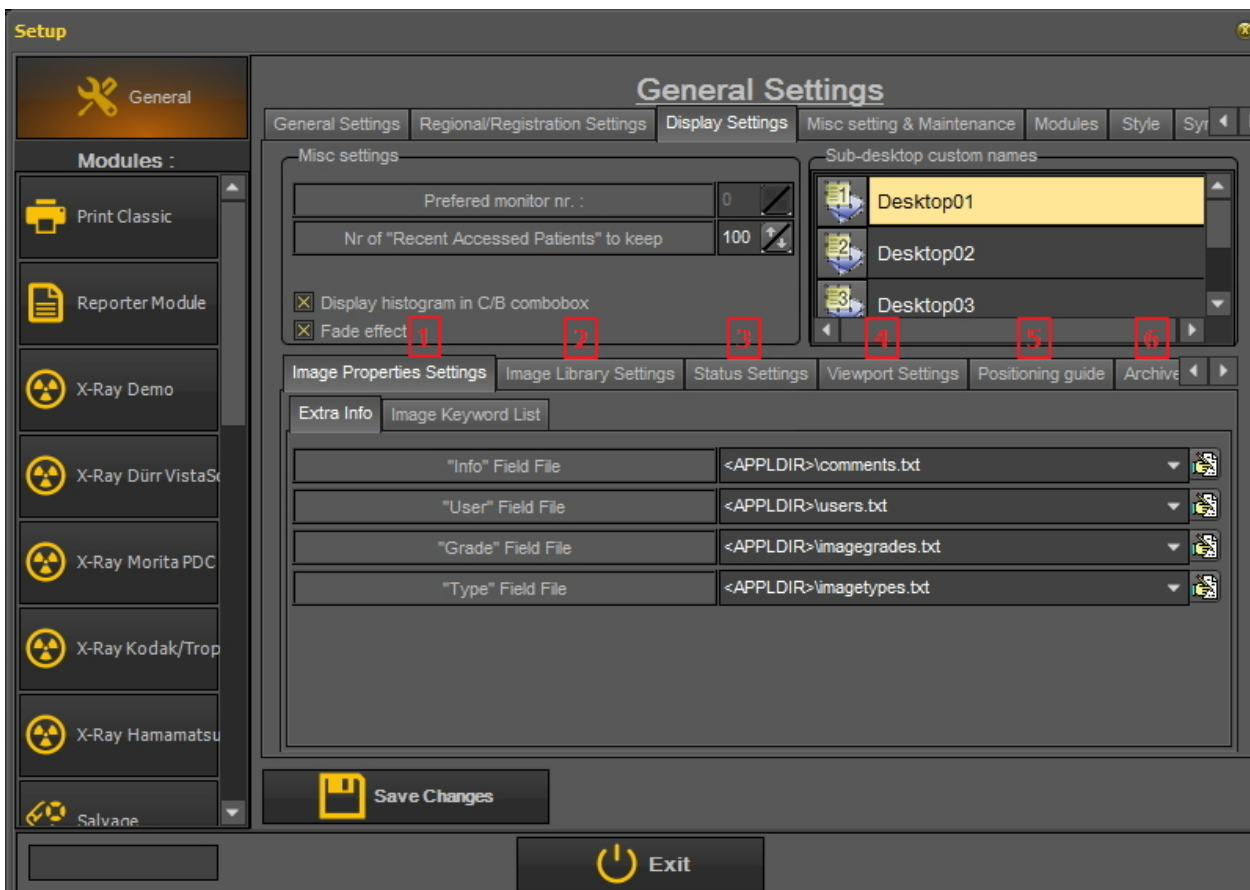 Setup
General
Modules :
Print Classic
Reporter Module
X-Ray Demo
X-Ray Dürr VistaSc
X-Ray Morita PDC
X-Ray Kodak/Trop
X-Ray Hamamatsu
Salvage
General Settings
General Settings
Regional/Registration Settings
Display Settings
Misc setting & Maintenance
Modules
Style
Syr
Misc settings
Prefered monitor nr. :
0
Nr of "Recent Accessed Patients" to keep
100
Display histogram in C/B combobox
Fade effect
Sub-desktop custom names
1
Desktop01
2
Desktop02
3
Desktop03
1
2
3
4
5
6
Image Properties Settings
Image Library Settings
Status Settings
Viewport Settings
Positioning guide
Archive
Extra Info
Image Keyword List
"Info" Field File
<APPLDIR>\comments.txt
"User" Field File
<APPLDIR>\users.txt
"Grade" Field File
<APPLDIR>\imagegrades.txt
"Type" Field File
<APPLDIR>\imagetypes.txt
Save Changes
Exit